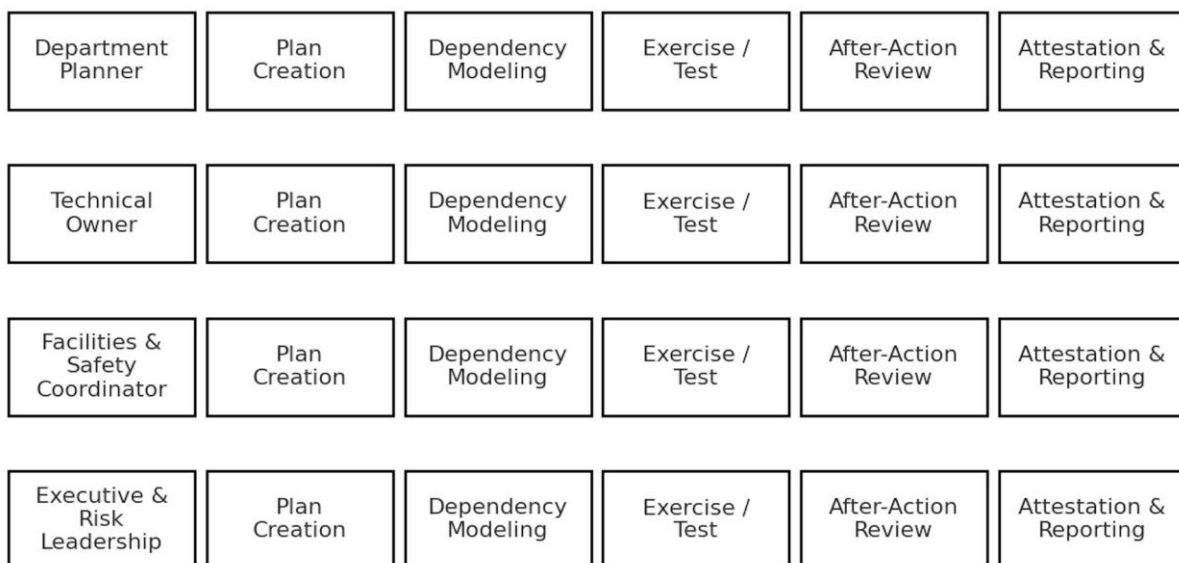 Department
Planner
Plan
Creation
Dependency
Modeling
Exercise /
Test
After-Action
Review
Attestation &
Reporting
Technical
Owner
Plan
Creation
Dependency
Modeling
Exercise /
Test
After-Action
Review
Attestation &
Reporting
Facilities &
Safety
Coordinator
Plan
Creation
Dependency
Modeling
Exercise /
Test
After-Action
Review
Attestation &
Reporting
Executive &
Risk
Leadership
Plan
Creation
Dependency
Modeling
Exercise /
Test
After-Action
Review
Attestation &
Reporting